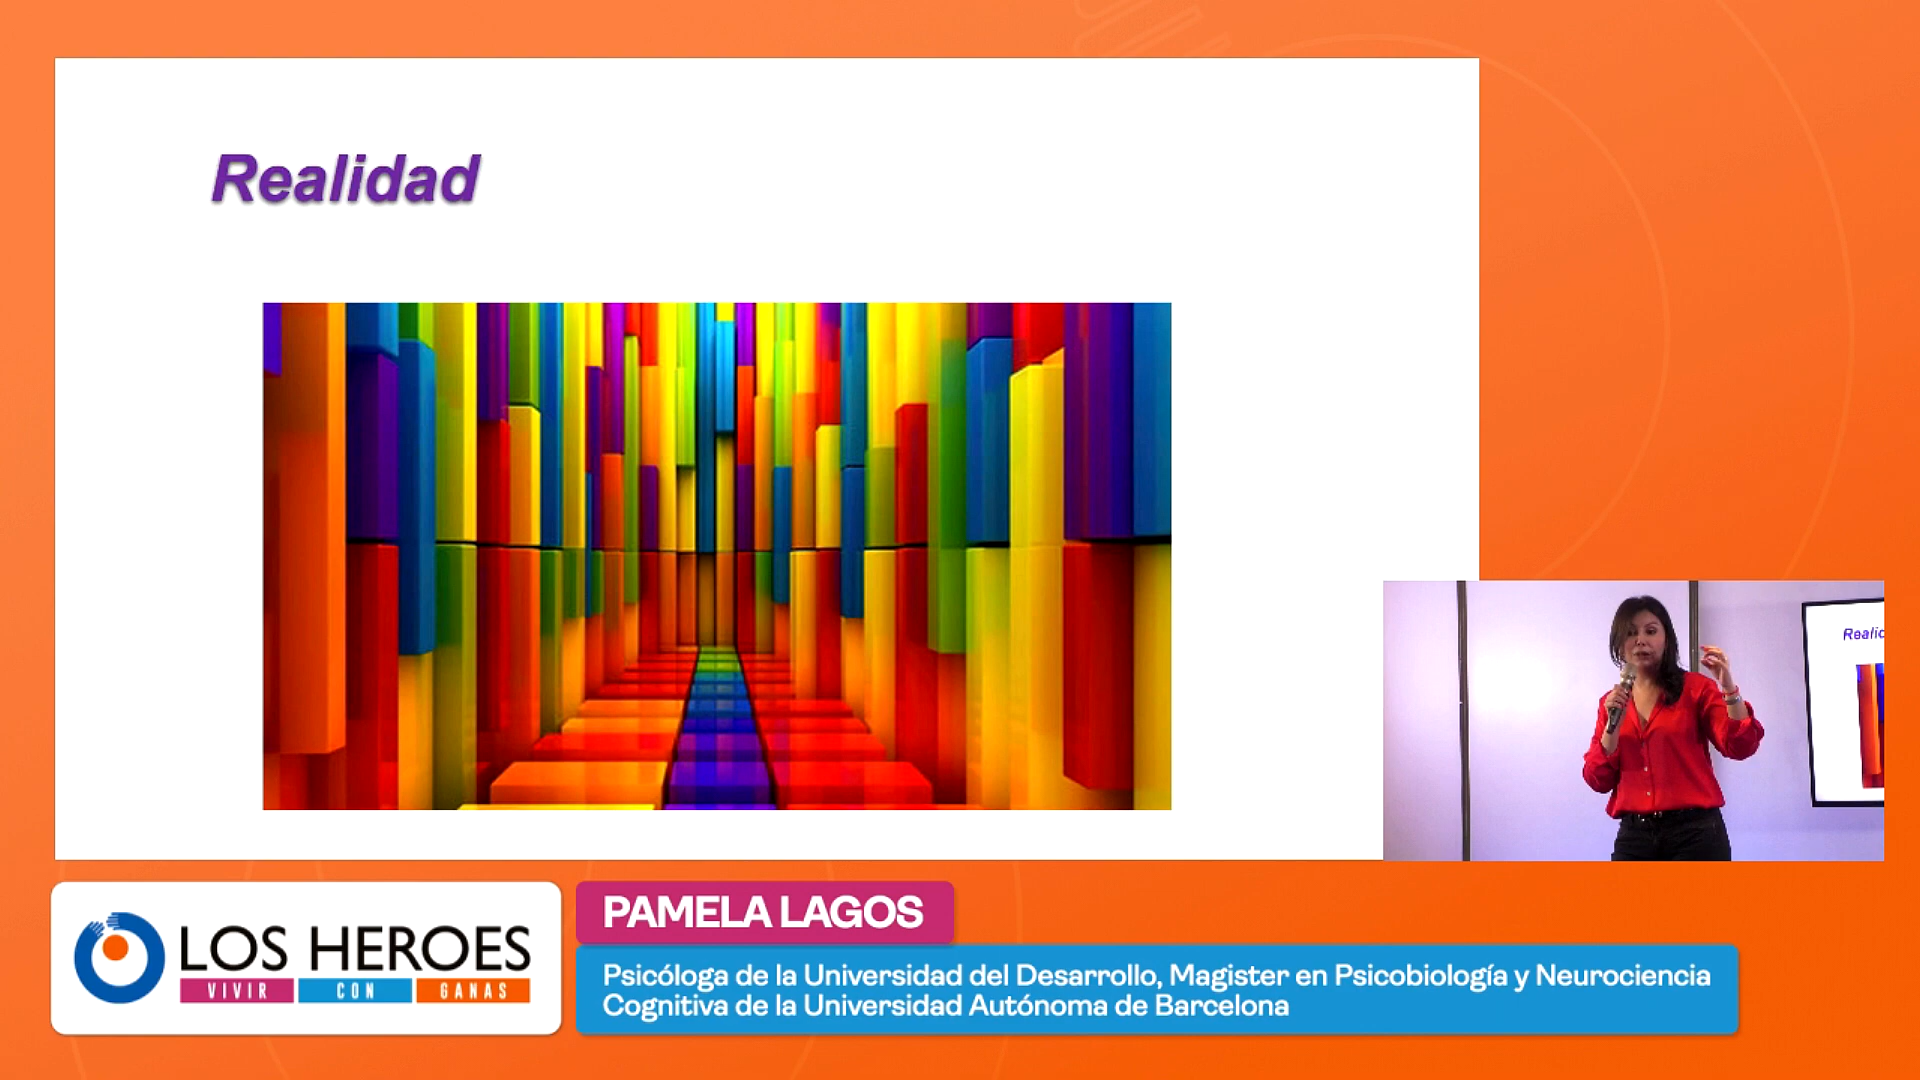 Realidad
Realid
LOS HEROES
VIVIR CON GANAS
PAMELA LAGOS
Psicóloga de la Universidad del Desarrollo, Magister en Psicobiología y Neurociencia
Cognitiva de la Universidad Autónoma de Barcelona